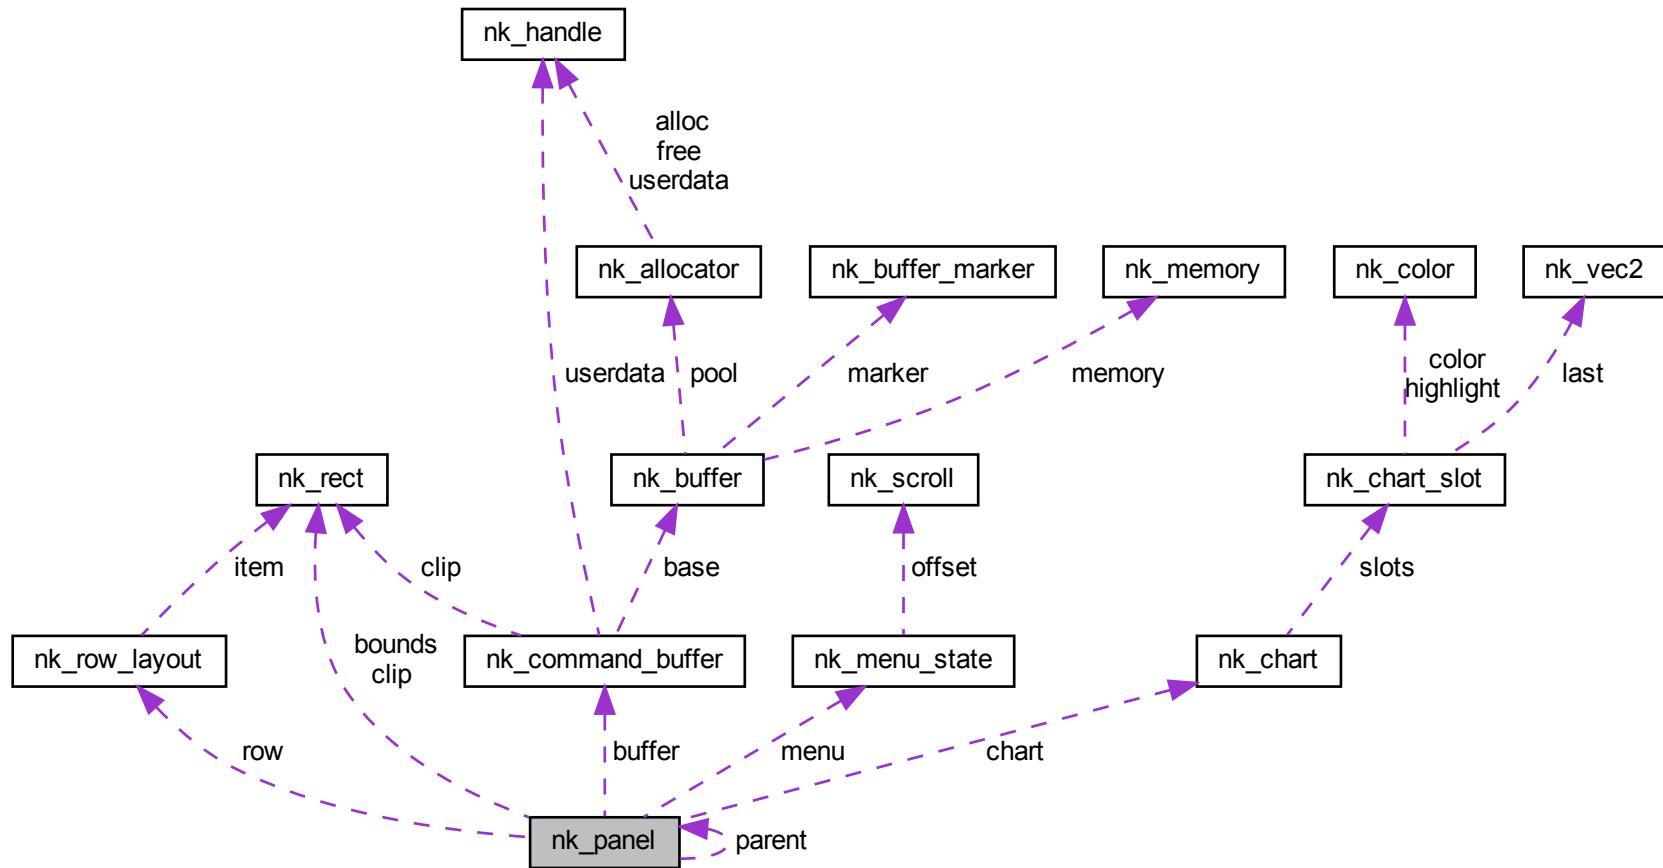 nk_handle
alloc
free
userdata
nk_allocator
nk_buffer_marker
nk_memory
nk_color
nk_vec2
userdata
pool
marker
memory
color
highlight
last
nk_rect
nk_buffer
nk_scroll
nk_chart_slot
item
clip
base
offset
slots
nk_row_layout
bounds
clip
nk_command_buffer
nk_menu_state
nk_chart
row
buffer
menu
chart
nk_panel
parent